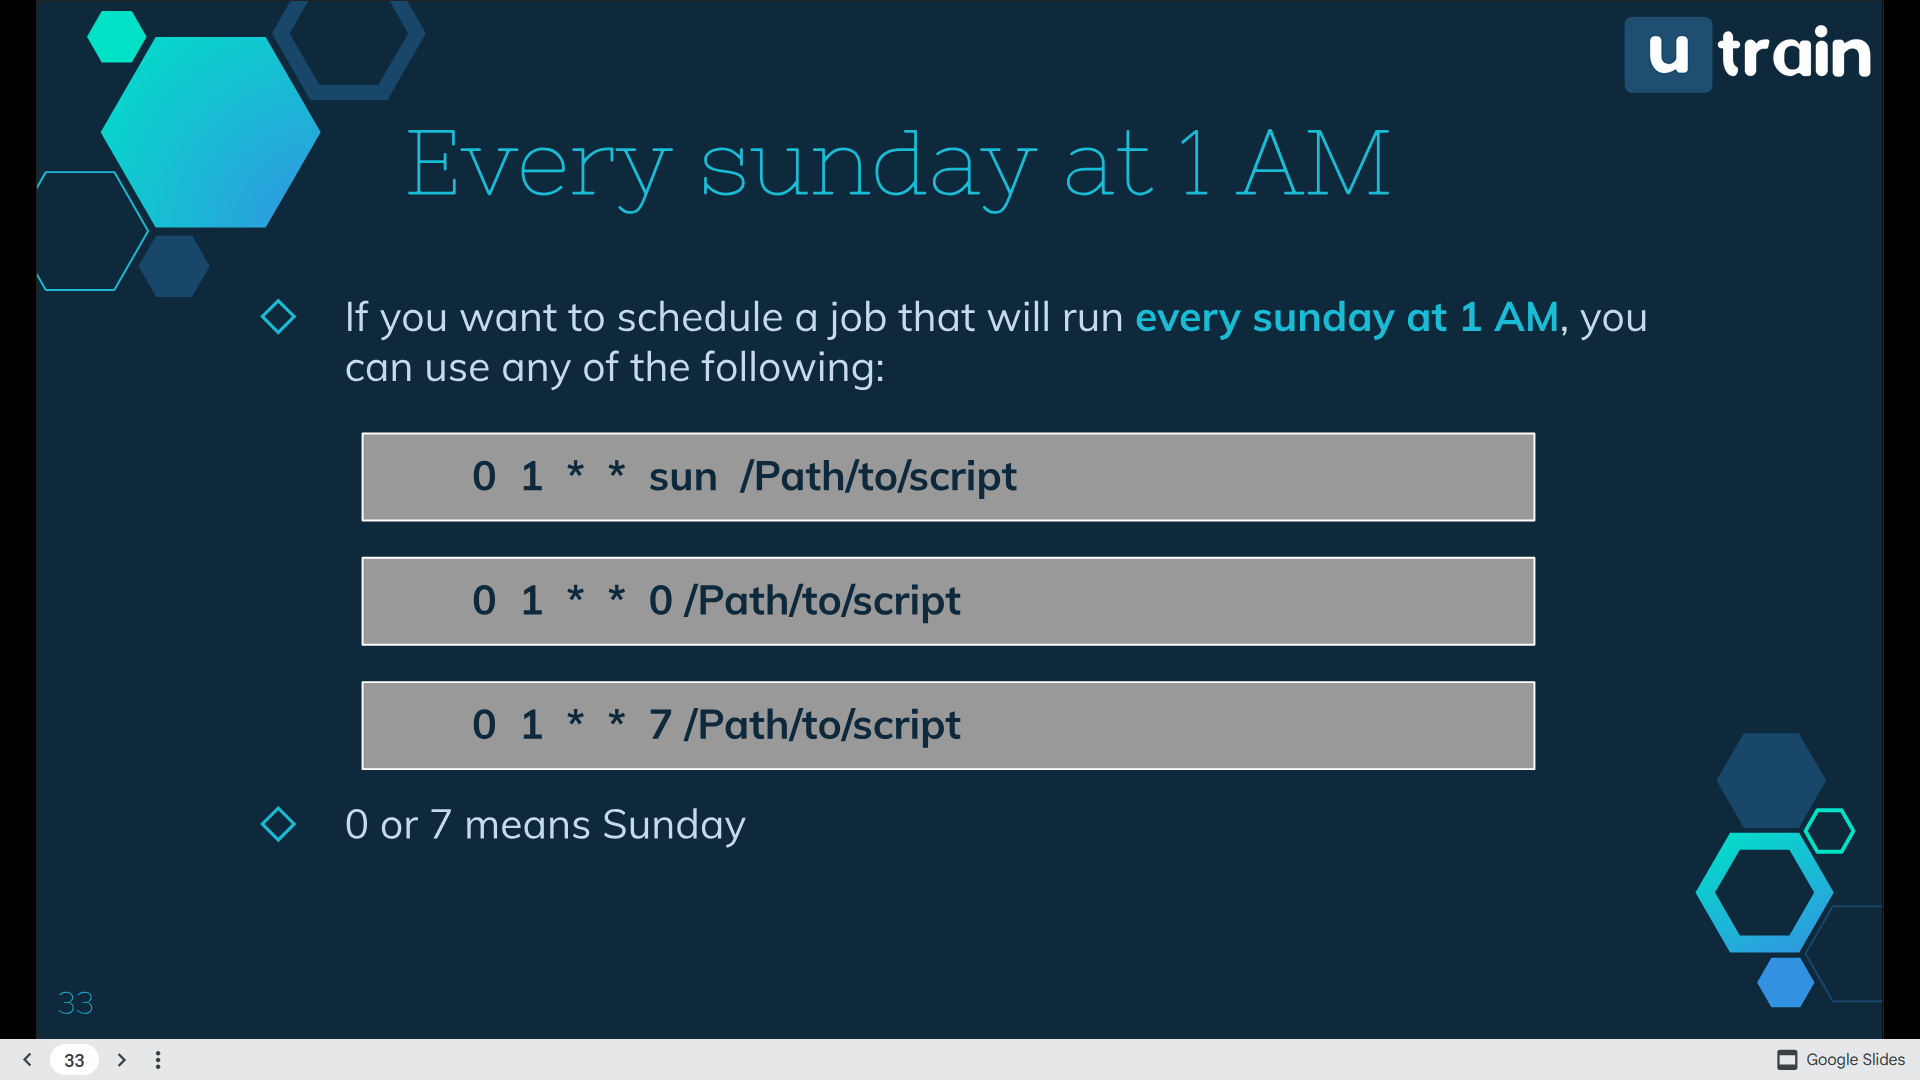 u train
Every sunday at 1 AM
If you want to schedule a job that will run every sunday at 1 AM, you
can use any of the following:
0 1 * * sun /Path/to/script
0 1 * * 0 /Path/to/script
0 1 * * 7 /Path/to/script
0 or 7 means Sunday
33
33
Google Slides